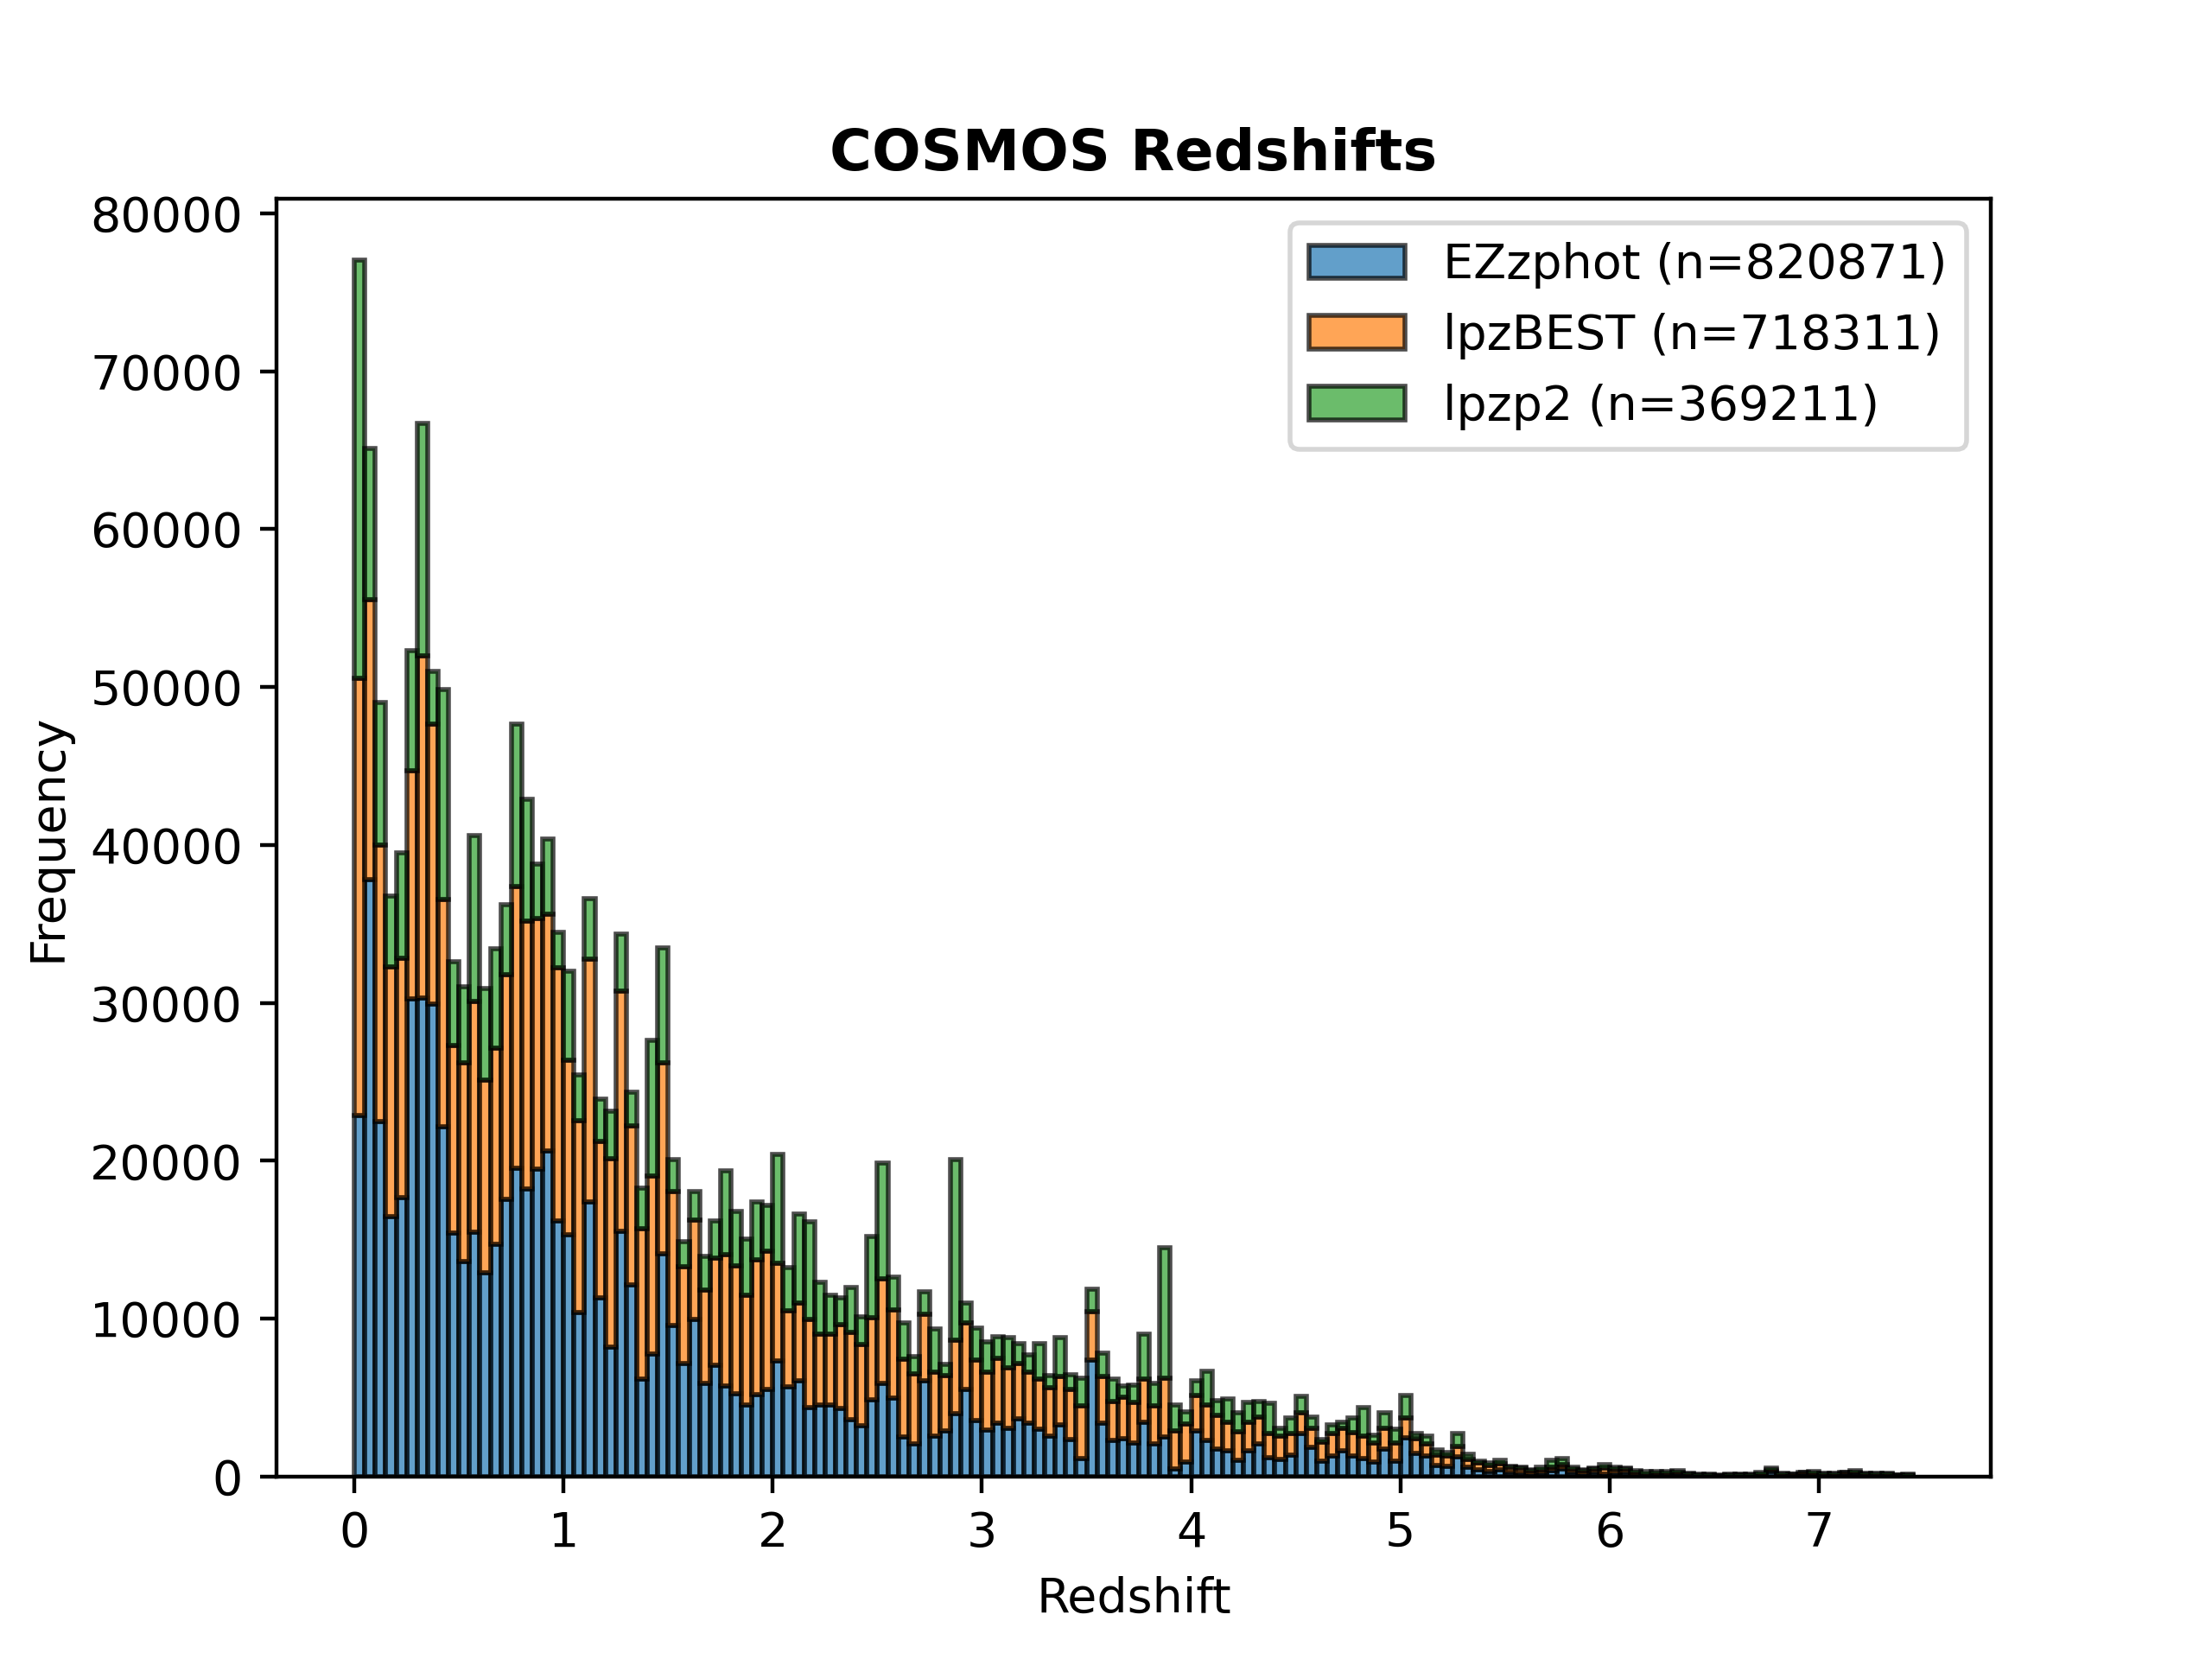 COSMOS Redshifts
80000
70000
60000
50000
40000
30000
20000
10000
0
Frequency
EZzphot (n=820871)
lpzBEST (n=718311)
lpzp2 (n=369211)
0 1 2 3 4 5 6 7
Redshift